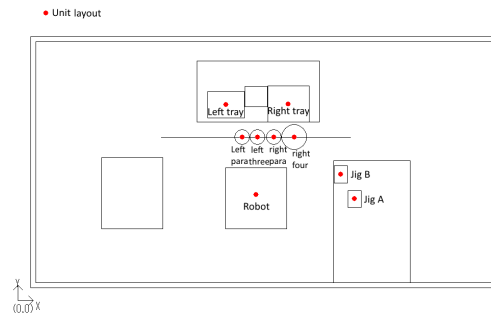 Unit layout
Left tray
Right tray
Left left right right
para three para four
Jig B
Jig A
Robot
Y
(0,0) X